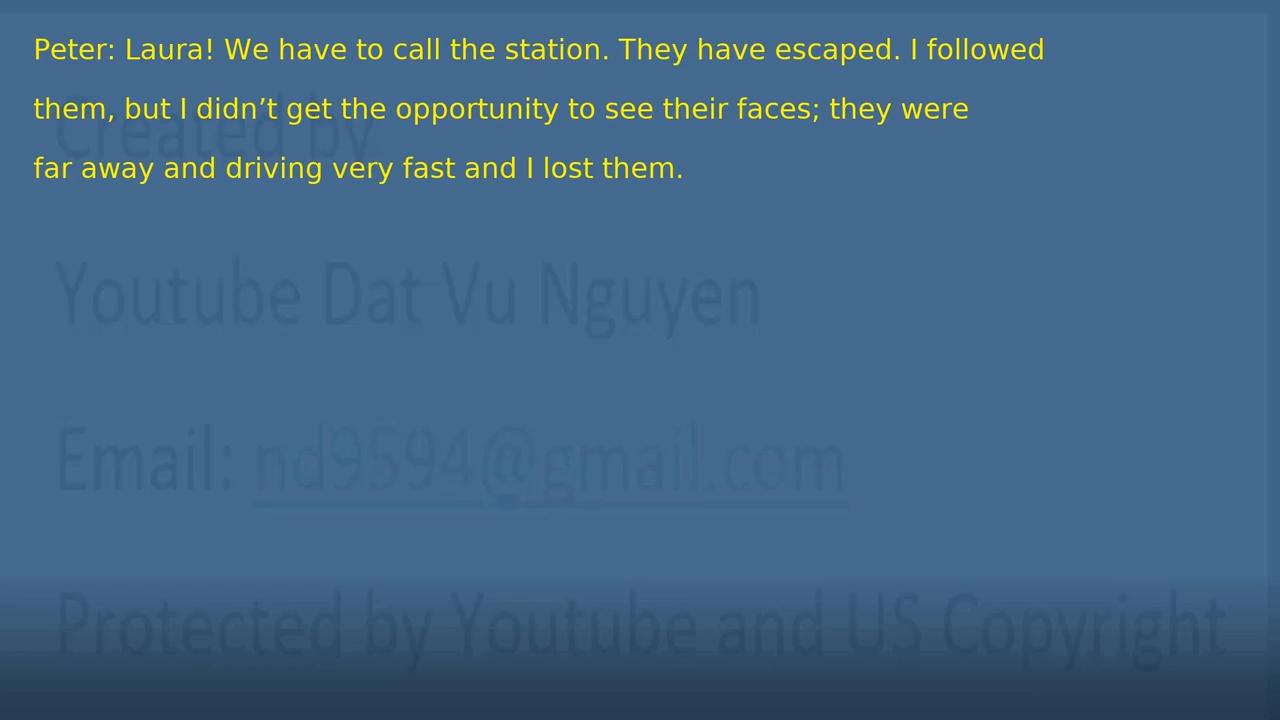 Peter: Laura! We have to call the station. They have escaped. I followed
them, but I didn’t get the opportunity to see their faces; they were
Created by
far away and driving very fast and I lost them.
Youtube Dat Vu Nguyen
Email: nd9594@gmail.com
Protected by Youtube and US Copyright